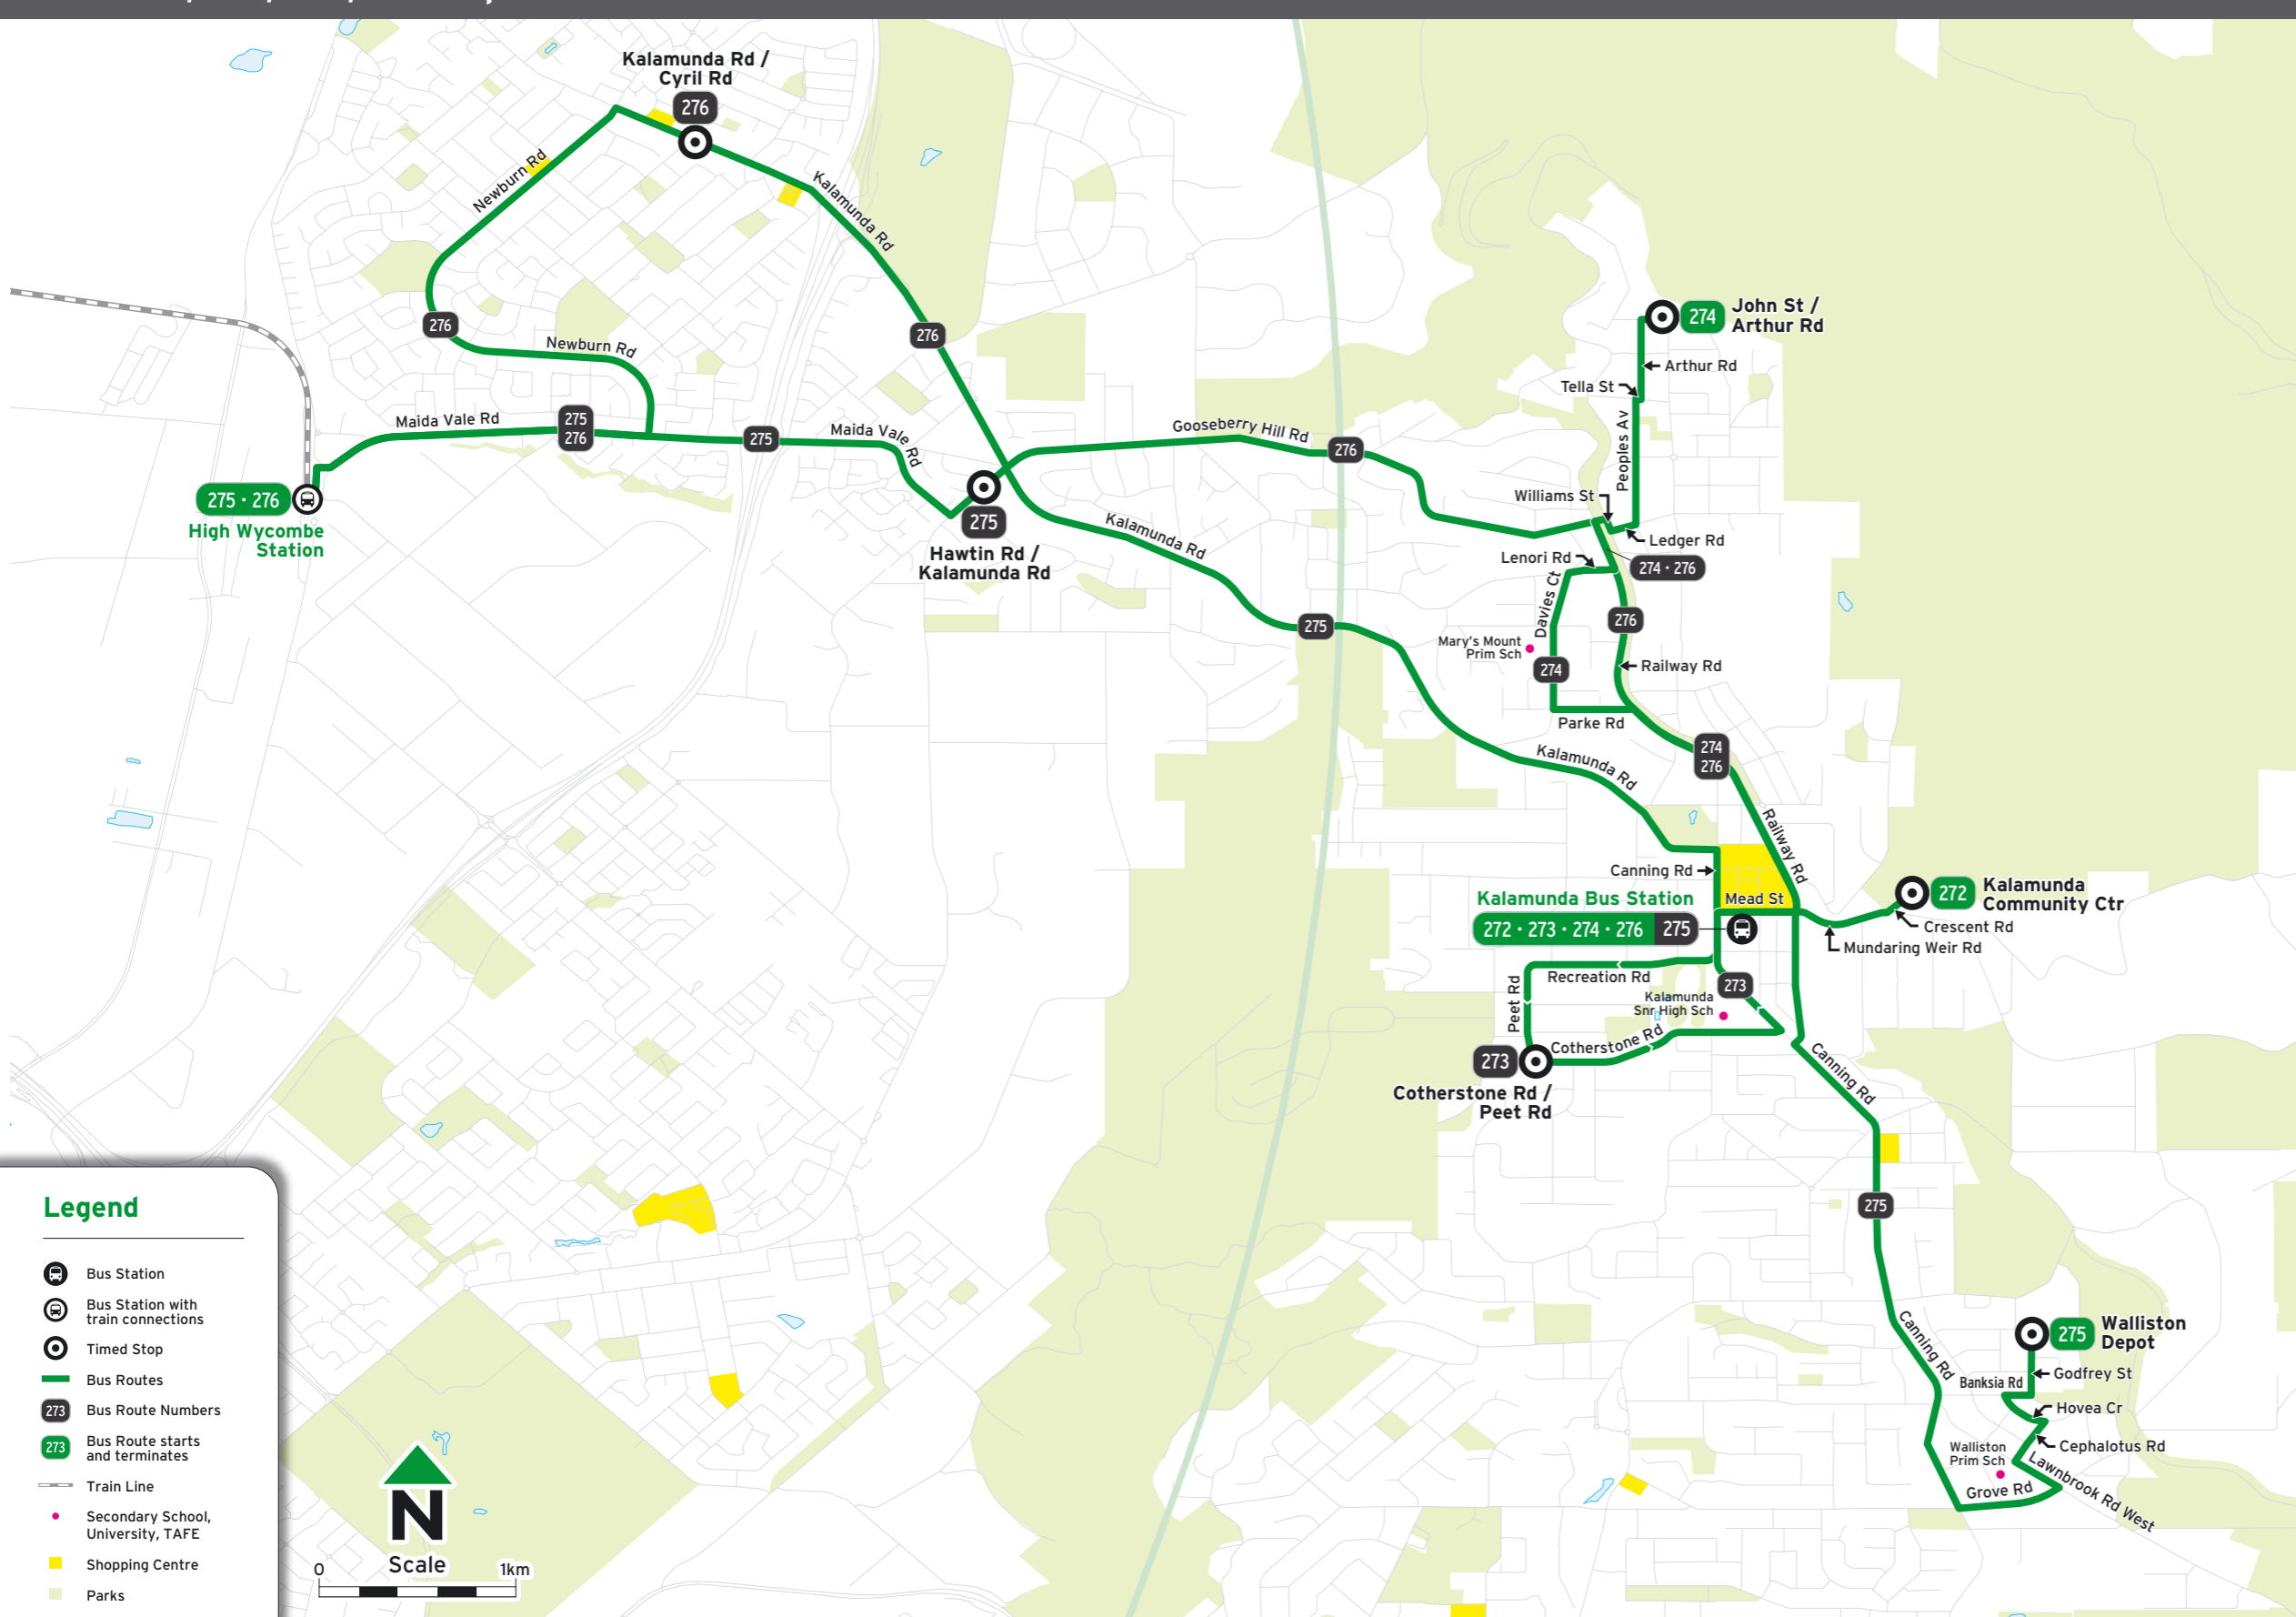 Kalamunda Rd /
Cyril Rd
276
Newburn Rd
Kalamunda Rd
276
276
Newburn Rd
Maida Vale Rd
275
276
275
Maida Vale Rd
Gooseberry Hill Rd
276
275 · 276
High Wycombe
Station
275
Hawtin Rd /
Kalamunda Rd
Kalamunda Rd
275
274
John St /
Arthur Rd
Arthur Rd
Tella St
Peoples Av
Williams St
Ledger Rd
Lenori Rd
274 · 276
Davies Ct
276
Mary's Mount
Prim Sch
274
Railway Rd
Parke Rd
274
276
Kalamunda Rd
Railway Rd
Canning Rd
Mead St
Kalamunda Bus Station
272 · 273 · 274 · 276
275
272
Kalamunda
Community Ctr
Crescent Rd
Mundaring Weir Rd
Recreation Rd
Peet Rd
273
Kalamunda
Snr High Sch
Cotherstone Rd
273
Cotherstone Rd /
Peet Rd
Canning Rd
275
Canning Rd
275
Walliston
Depot
Godfrey St
Banksia Rd
Hovea Cr
Cephalotus Rd
Walliston
Prim Sch
Lawnbrook Rd West
Grove Rd
Legend
Bus Station
Bus Station with
train connections
Timed Stop
Bus Routes
273
Bus Route Numbers
273
Bus Route starts
and terminates
Train Line
Secondary School,
University, TAFE
Shopping Centre
Parks
N
Scale
0
1km